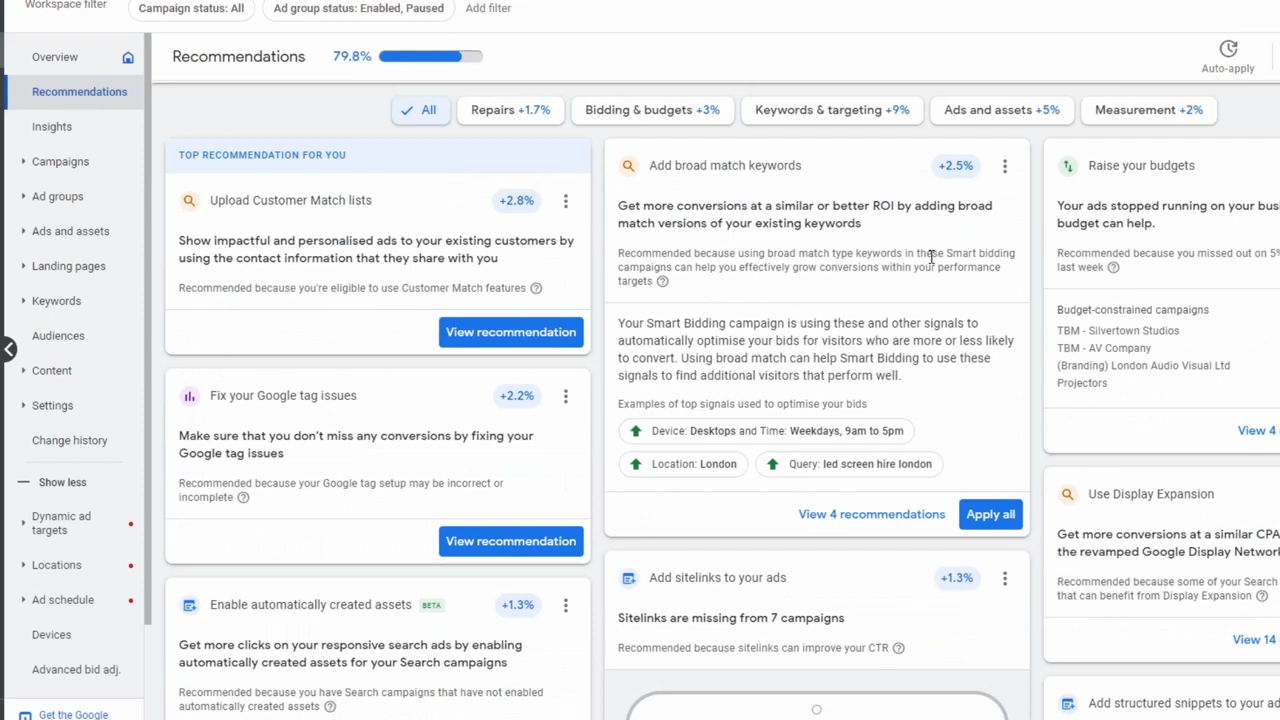 Workspace filter
Campaign status: All
Ad group status: Enabled, Paused
Add filter
Overview
Recommendations
Insights
Campaigns
Ad groups
Ads and assets
Landing pages
Keywords
Audiences
Content
Settings
Change history
Show less
Dynamic ad
targets
Locations
Ad schedule
Devices
Advanced bid adj.
Get the Google
Recommendations
79.8%
Auto-apply
All
Repairs +1.7%
Bidding & budgets +3%
Keywords & targeting +9%
Ads and assets +5%
Measurement +2%
TOP RECOMMENDATION FOR YOU
Upload Customer Match lists
+2.8%
Show impactful and personalised ads to your existing customers by
using the contact information that they share with you
Recommended because you're eligible to use Customer Match features
View recommendation
Fix your Google tag issues
+2.2%
Make sure that you don't miss any conversions by fixing your
Google tag issues
Recommended because your Google tag setup may be incorrect or
incomplete
View recommendation
Enable automatically created assets BETA
+1.3%
Get more clicks on your responsive search ads by enabling
automatically created assets for your Search campaigns
Recommended because you have Search campaigns that have not enabled
automatically created assets
Add broad match keywords
+2.5%
Get more conversions at a similar or better ROI by adding broad
match versions of your existing keywords
Recommended because using broad match type keywords in these Smart bidding
campaigns can help you effectively grow conversions within your performance
targets
Your Smart Bidding campaign is using these and other signals to
automatically optimise your bids for visitors who are more or less likely
to convert. Using broad match can help Smart Bidding to use these
signals to find additional visitors that perform well.
Examples of top signals used to optimise your bids
Device: Desktops and Time: Weekdays, 9am to 5pm
Location: London
Query: led screen hire london
View 4 recommendations
Apply all
Add sitelinks to your ads
+1.3%
Sitelinks are missing from 7 campaigns
Recommended because sitelinks can improve your CTR
Raise your budgets
Your ads stopped running on your busi
budget can help.
Recommended because you missed out on 5%
last week
Budget-constrained campaigns
TBM - Silvertown Studios
TBM - AV Company
(Branding) London Audio Visual Ltd
Projectors
View 4
Use Display Expansion
Get more conversions at a similar CPA
the revamped Google Display Network
Recommended because some of your Search
that can benefit from Display Expansion
View 14
Add structured snippets to your ad